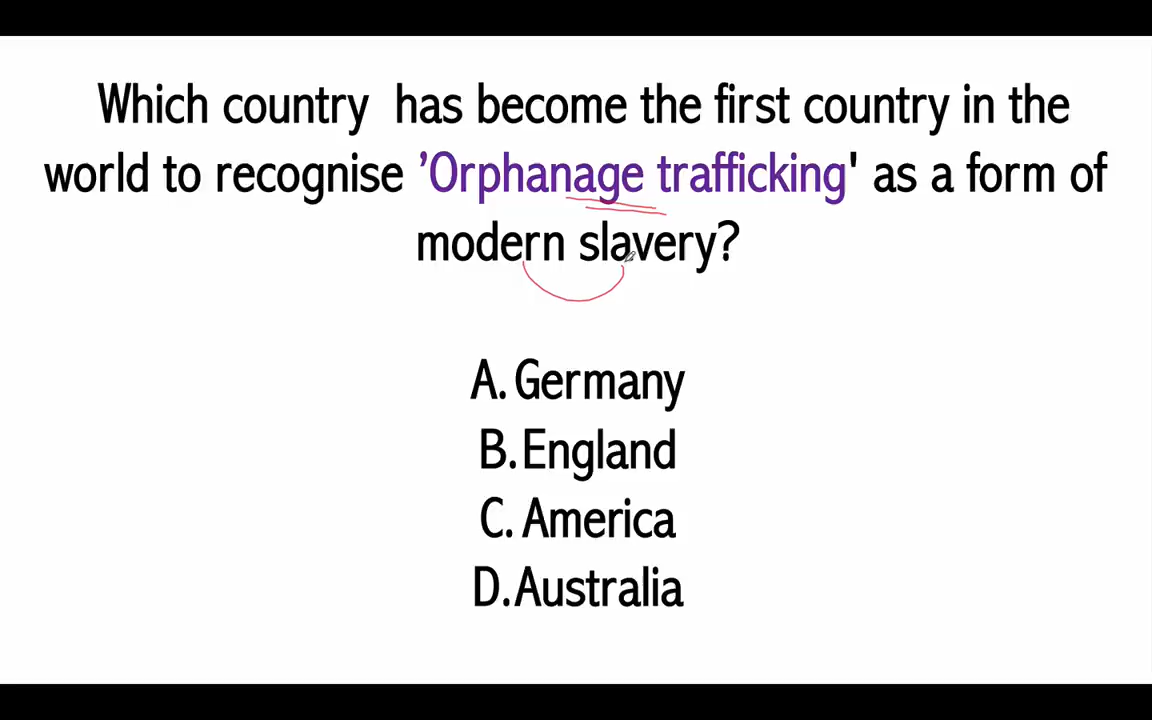 Which country has become the first country in the
world to recognise ’Orphanage trafficking' as a form of
modern slavery?
A. Germany
B. England
C. America
D. Australia